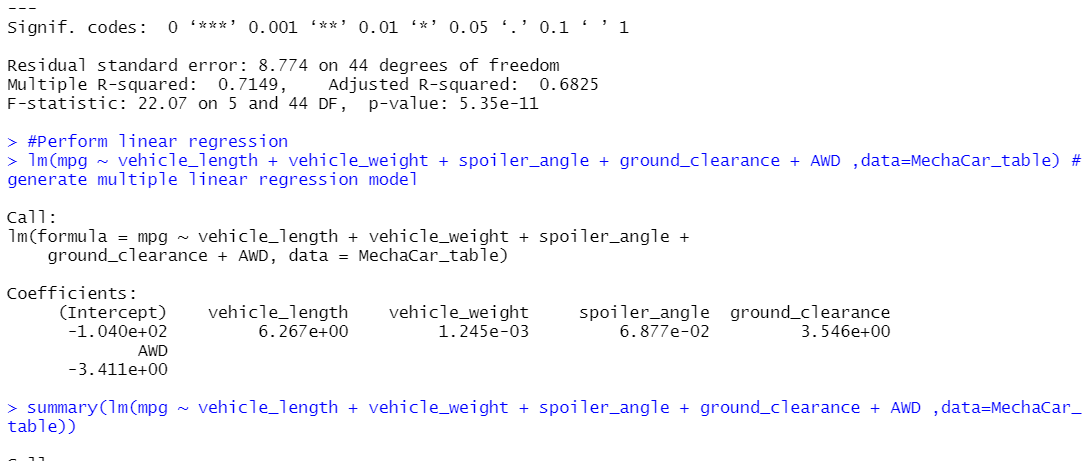 ---
Signif. codes:  0 ‘***’ 0.001 ‘**’ 0.01 ‘*’ 0.05 ‘.’ 0.1 ‘ ’ 1
Residual standard error: 8.774 on 44 degrees of freedom
Multiple R-squared:  0.7149,    Adjusted R-squared:  0.6825
F-statistic: 22.07 on 5 and 44 DF,  p-value: 5.35e-11
> #Perform linear regression
> lm(mpg ~ vehicle_length + vehicle_weight + spoiler_angle + ground_clearance + AWD ,data=MechaCar_table) #
generate multiple linear regression model
Call:
lm(formula = mpg ~ vehicle_length + vehicle_weight + spoiler_angle +
    ground_clearance + AWD, data = MechaCar_table)
Coefficients:
     (Intercept)    vehicle_length    vehicle_weight     spoiler_angle  ground_clearance
      -1.040e+02         6.267e+00         1.245e-03         6.877e-02         3.546e+00
             AWD
      -3.411e+00
> summary(lm(mpg ~ vehicle_length + vehicle_weight + spoiler_angle + ground_clearance + AWD ,data=MechaCar_
table))